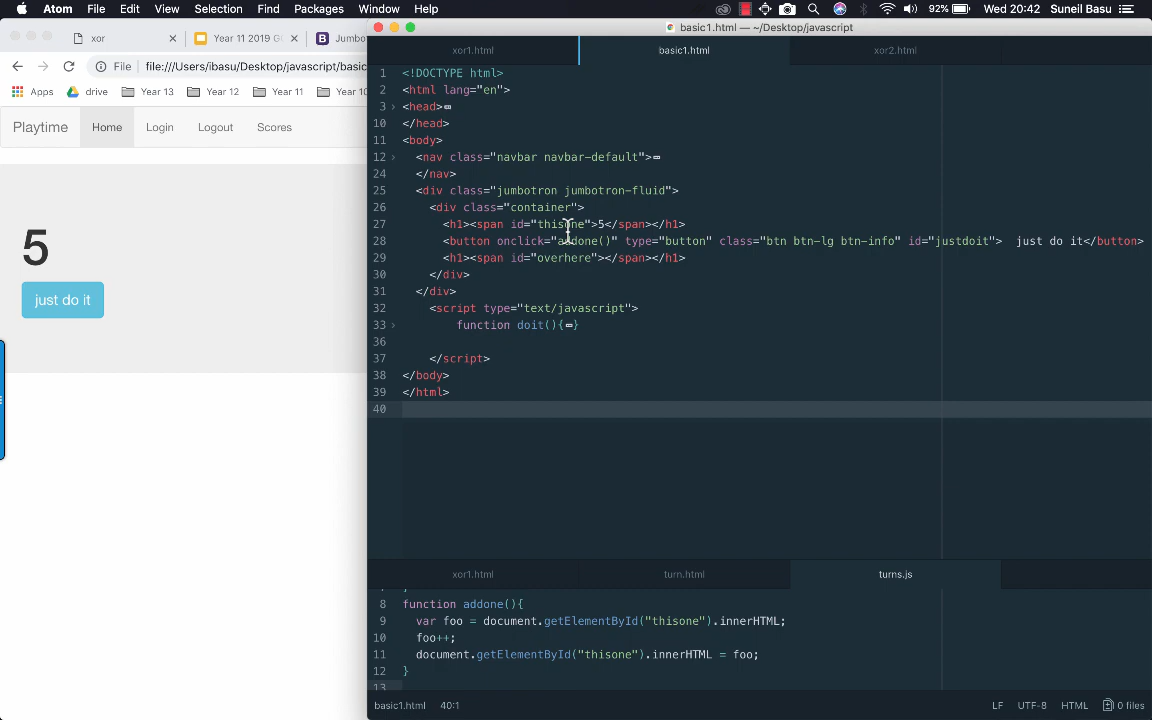 Atom File Edit View Selection Find Packages Window Help 92% Wed 20:42 Suneil Basu
xor Year 11 2019 Jumbo
basic1.html — ~/Desktop/javascript
File file:///Users/ibasu/Desktop/javascript/basic
xor1.html basic1.html xor2.html
Apps drive Year 13 Year 12 Year 11 Year 10
Playtime Home Login Logout Scores
5
just do it
1 <!DOCTYPE html>
2 <html lang="en">
3 <head>
10 </head>
11 <body>
12 <nav class="navbar navbar-default">
24 </nav>
25 <div class="jumbotron jumbotron-fluid">
26 <div class="container">
27 <h1><span id="thisone">5</span></h1>
28 <button onclick="addone()" type="button" class="btn btn-lg btn-info" id="justdoit"> just do it</button>
29 <h1><span id="overhere"></span></h1>
30 </div>
31 </div>
32 <script type="text/javascript">
33 function doit(){}
36
37 </script>
38 </body>
39 </html>
40
xor1.html turn.html turns.js
8 function addone(){
9 var foo = document.getElementById("thisone").innerHTML;
10 foo++;
11 document.getElementById("thisone").innerHTML = foo;
12 }
13
basic1.html 40:1 LF UTF-8 HTML 0 files